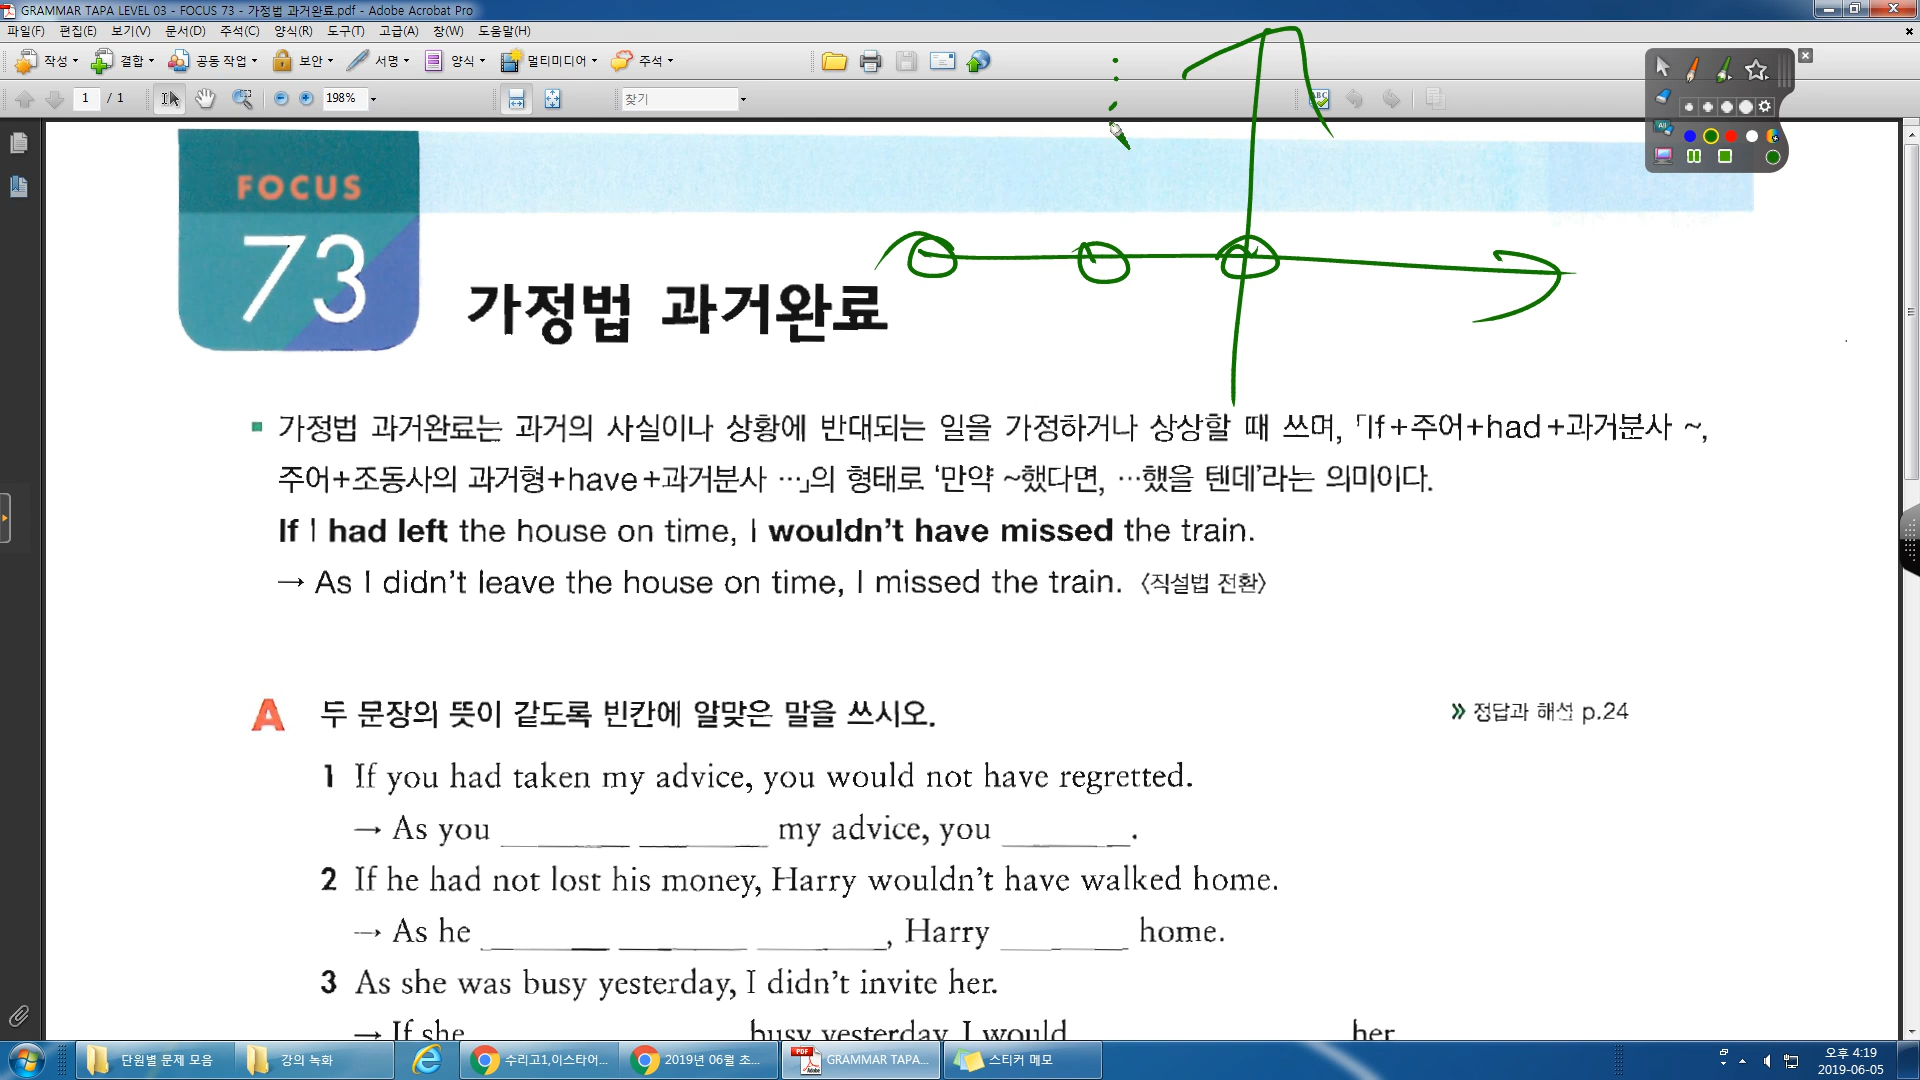 GRAMMAR TAPA LEVEL 03 - FOCUS 73 - 가정법 과거완료.pdf - Adobe Acrobat Pro
파일(F) 편집(E) 보기(V) 문서(D) 주석(C) 양식(R) 도구(T) 고급(A) 창(W) 도움말(H)
작성 결합 공동 작업 보안 서명 양식 멀티미디어 주석
1 / 1 198% 찾기
FOCUS
73
가정법 과거완료
가정법 과거완료는 과거의 사실이나 상황에 반대되는 일을 가정하거나 상상할 때 쓰며, 「If+주어+had+과거분사 ~,
주어+조동사의 과거형+have+과거분사 …」의 형태로 ‘만약 ~했다면, …했을 텐데’라는 의미이다.
If I had left the house on time, I wouldn’t have missed the train.
→ As I didn’t leave the house on time, I missed the train. 〈직설법 전환〉
A 두 문장의 뜻이 같도록 빈칸에 알맞은 말을 쓰시오.
» 정답과 해설 p.24
1 If you had taken my advice, you would not have regretted.
→ As you ______ ______ my advice, you ______.
2 If he had not lost his money, Harry wouldn’t have walked home.
→ As he ______ ______ ______, Harry ______ home.
3 As she was busy yesterday, I didn’t invite her.
→ If she busy yesterday, I would her
단원별 문제 모음 강의 녹화 수리고1,이스타어... 2019년 06월 초... GRAMMAR TAPA... 스티커 메모
오후 4:19
2019-06-05